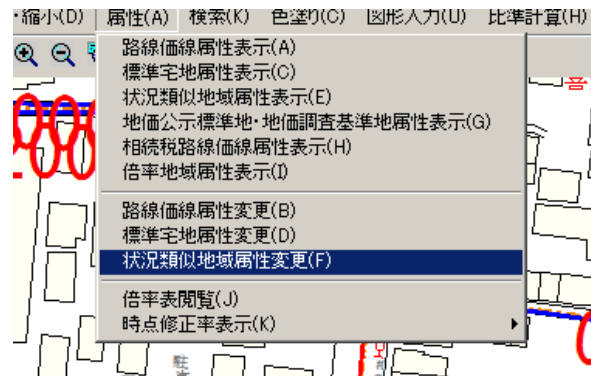 ・縮小(D) 属性(A) 検索(K) 色塗り(C) 図形入力(U) 比準計算(H)
路線価線属性表示(A)
標準宅地属性表示(C)
状況類似地域属性表示(E)
地価公示標準地・地価調査基準地属性表示(G)
相続税路線価線属性表示(H)
倍率地域属性表示(I)
路線価線属性変更(B)
標準宅地属性変更(D)
状況類似地域属性変更(F)
倍率表閲覧(J)
時点修正率表示(K)
駐